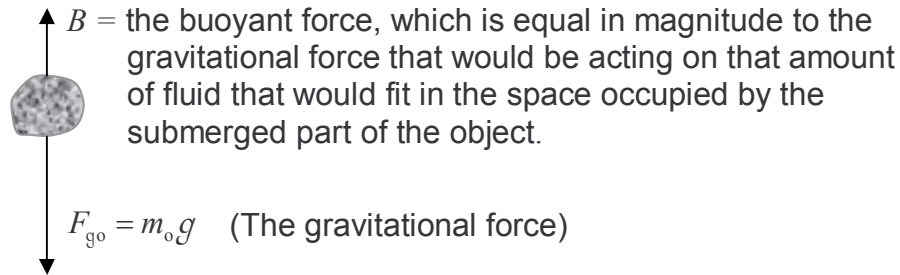 B = the buoyant force, which is equal in magnitude to the
gravitational force that would be acting on that amount
of fluid that would fit in the space occupied by the
submerged part of the object.
F_go = m_o g (The gravitational force)